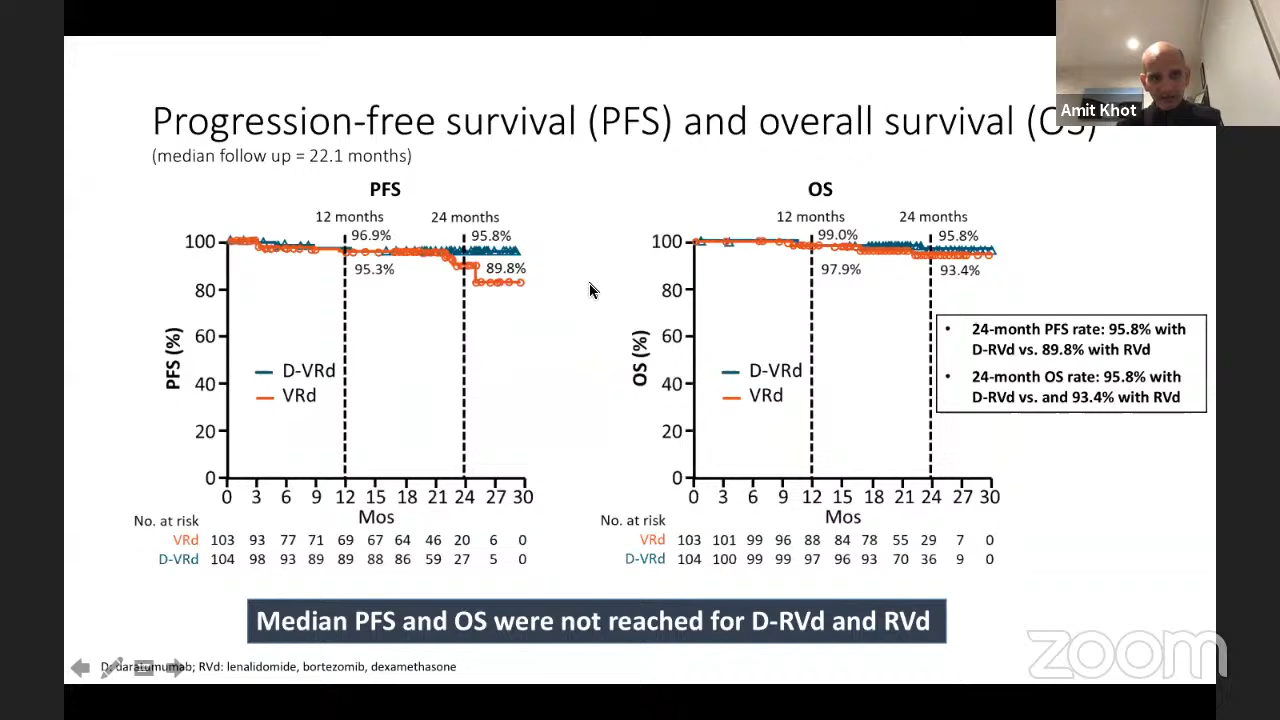 Amit Khot
Progression-free survival (PFS) and overall survival (OS)
(median follow up = 22.1 months)
PFS
12 months
24 months
96.9%
95.8%
95.3%
89.8%
100
80
60
40
20
0
PFS (%)
D-VRd
VRd
0 3 6 9 12 15 18 21 24 27 30
Mos
No. at risk
VRd 103 93 77 71 69 67 64 46 20 6 0
D-VRd 104 98 93 89 89 88 86 59 27 5 0
OS
12 months
24 months
99.0%
95.8%
97.9%
93.4%
100
80
60
40
20
0
OS (%)
D-VRd
VRd
0 3 6 9 12 15 18 21 24 27 30
Mos
No. at risk
VRd 103 101 99 96 88 84 78 55 29 7 0
D-VRd 104 100 99 99 97 96 93 70 36 9 0
• 24-month PFS rate: 95.8% with
D-RVd vs. 89.8% with RVd
• 24-month OS rate: 95.8% with
D-RVd vs. and 93.4% with RVd
Median PFS and OS were not reached for D-RVd and RVd
D: daratumumab; RVd: lenalidomide, bortezomib, dexamethasone
zoom